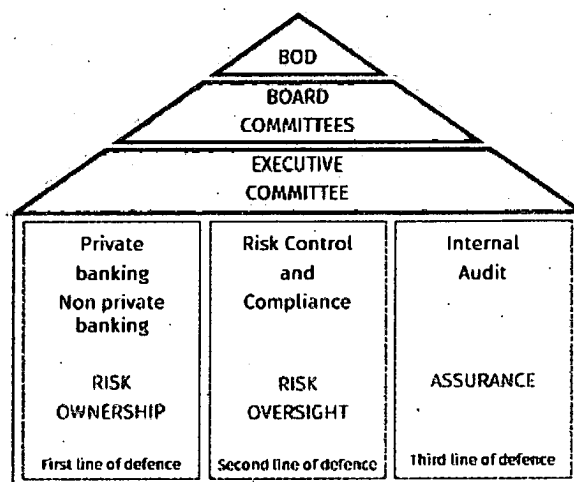 BOD
BOARD
COMMITTEES
EXECUTIVE
COMMITTEE
Private
banking
Non private
banking
RISK
OWNERSHIP
First line of defence
Risk Control
and
Compliance
RISK
OVERSIGHT
Second line of defence
Internal
Audit
ASSURANCE
Third line of defence